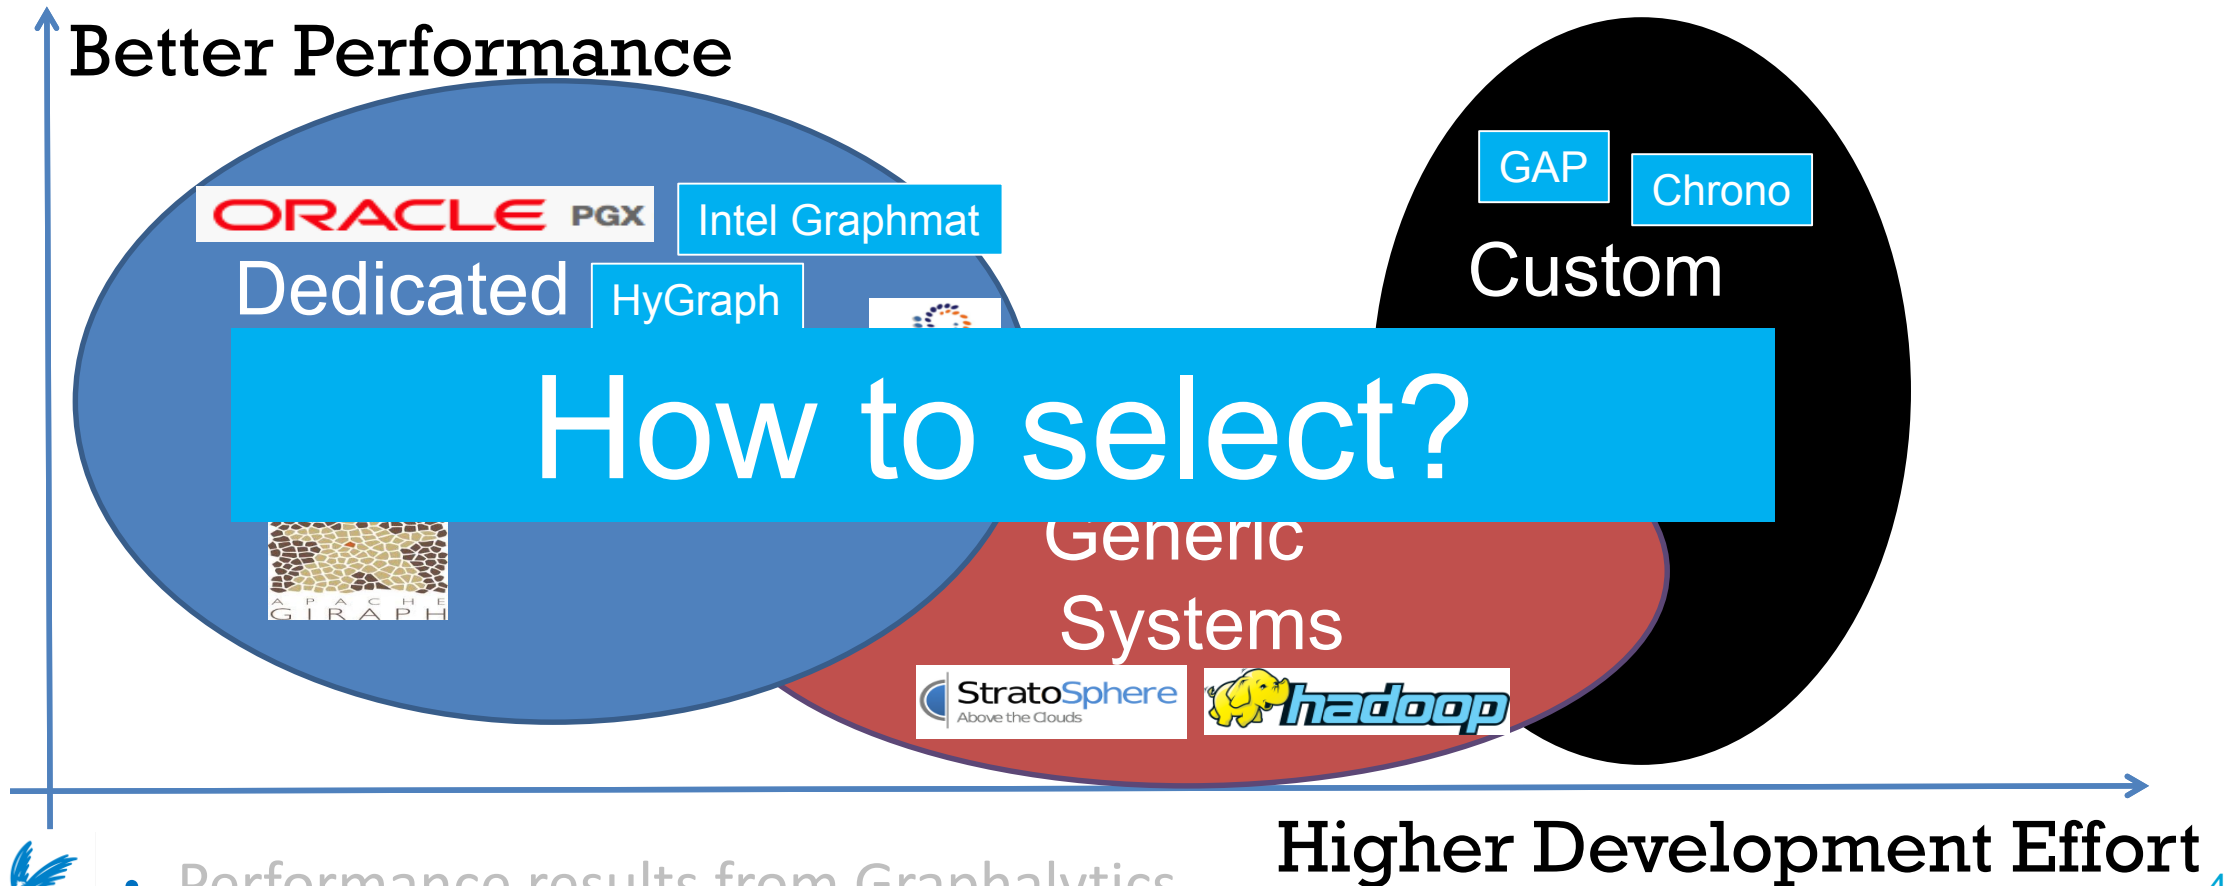 Better Performance
GAP
Chrono
ORACLE PGX
Intel Graphmat
Dedicated
HyGraph
Custom
How to select?
Generic
Systems
APACHE
GIRAPH
StratoSphere
Above the Clouds
hadoop
Higher Development Effort
• Performance results from Graphalytics
4